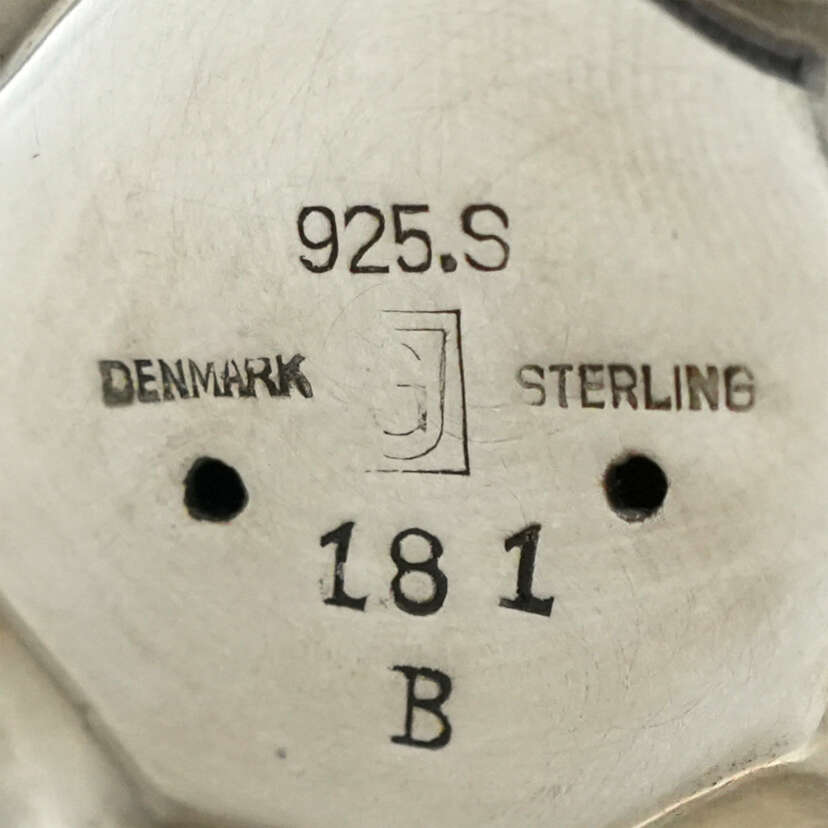 925.S
DENMARK GJ STERLING
181
B